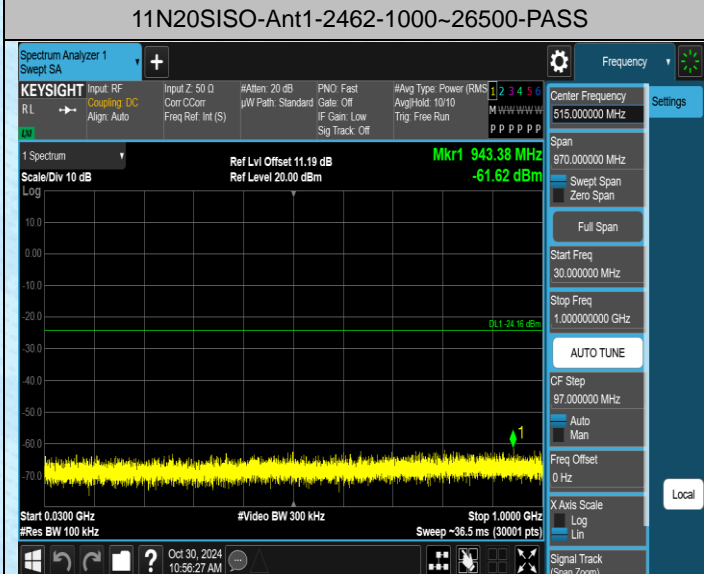 11N20SISO-Ant1-2462-1000~26500-PASS
Spectrum Analyzer 1
Swept SA
+
Frequency
KEYSIGHT
RL
LXI
Input: RF
Coupling: DC
Align: Auto
Input Z: 50 Ω
Corr CCorr
Freq Ref: Int (S)
#Atten: 20 dB
µW Path: Standard
PNO: Fast
Gate: Off
IF Gain: Low
Sig Track: Off
#Avg Type: Power (RMS
Avg|Hold: 10/10
Trig: Free Run
1 2 3 4 5 6
M W W W W W
P P P P P P
1 Spectrum
Scale/Div 10 dB
Log
Ref Lvl Offset 11.19 dB
Ref Level 20.00 dBm
Mkr1 943.38 MHz
-61.62 dBm
10.0
0.00
-10.0
-20.0
DL1 -24.16 dBm
-30.0
-40.0
-50.0
1
-60.0
-70.0
Start 0.0300 GHz
#Res BW 100 kHz
#Video BW 300 kHz
Stop 1.0000 GHz
Sweep ~36.5 ms (30001 pts)
Oct 30, 2024
10:56:27 AM
Center Frequency
515.000000 MHz
Settings
Span
970.000000 MHz
Swept Span
Zero Span
Full Span
Start Freq
30.000000 MHz
Stop Freq
1.000000000 GHz
AUTO TUNE
CF Step
97.000000 MHz
Auto
Man
Freq Offset
0 Hz
Local
X Axis Scale
Log
Lin
Signal Track
(Span Zoom)